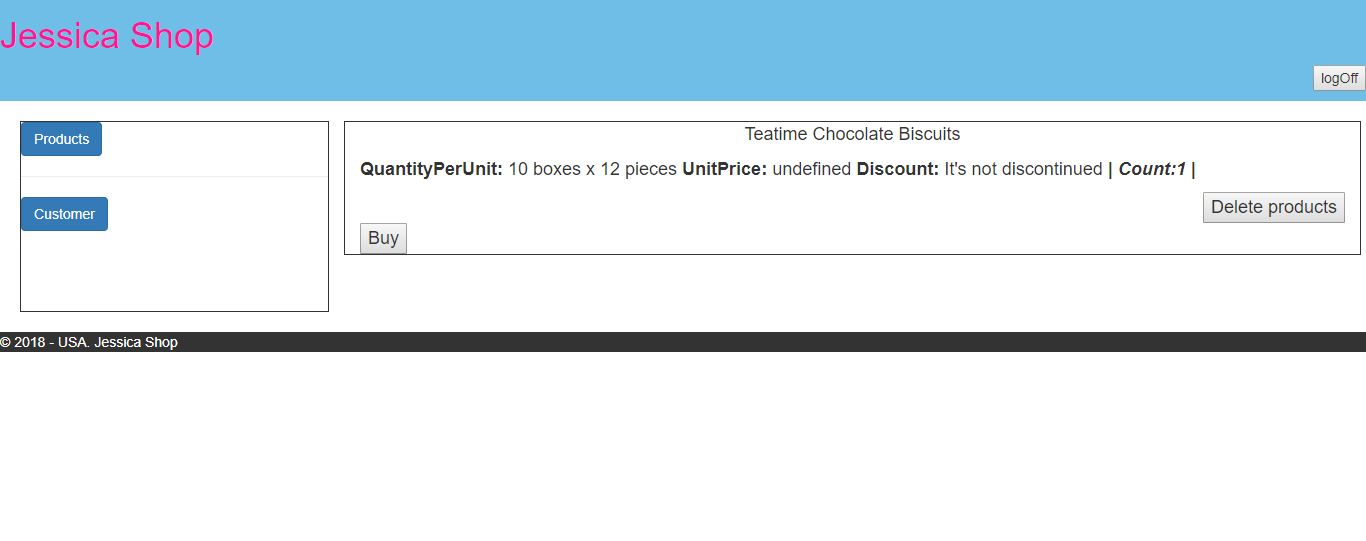 Jessica Shop
logOff
Products
Customer
Teatime Chocolate Biscuits
QuantityPerUnit: 10 boxes x 12 pieces UnitPrice: undefined Discount: It's not discontinued | Count:1 |
Delete products
Buy
© 2018 - USA. Jessica Shop